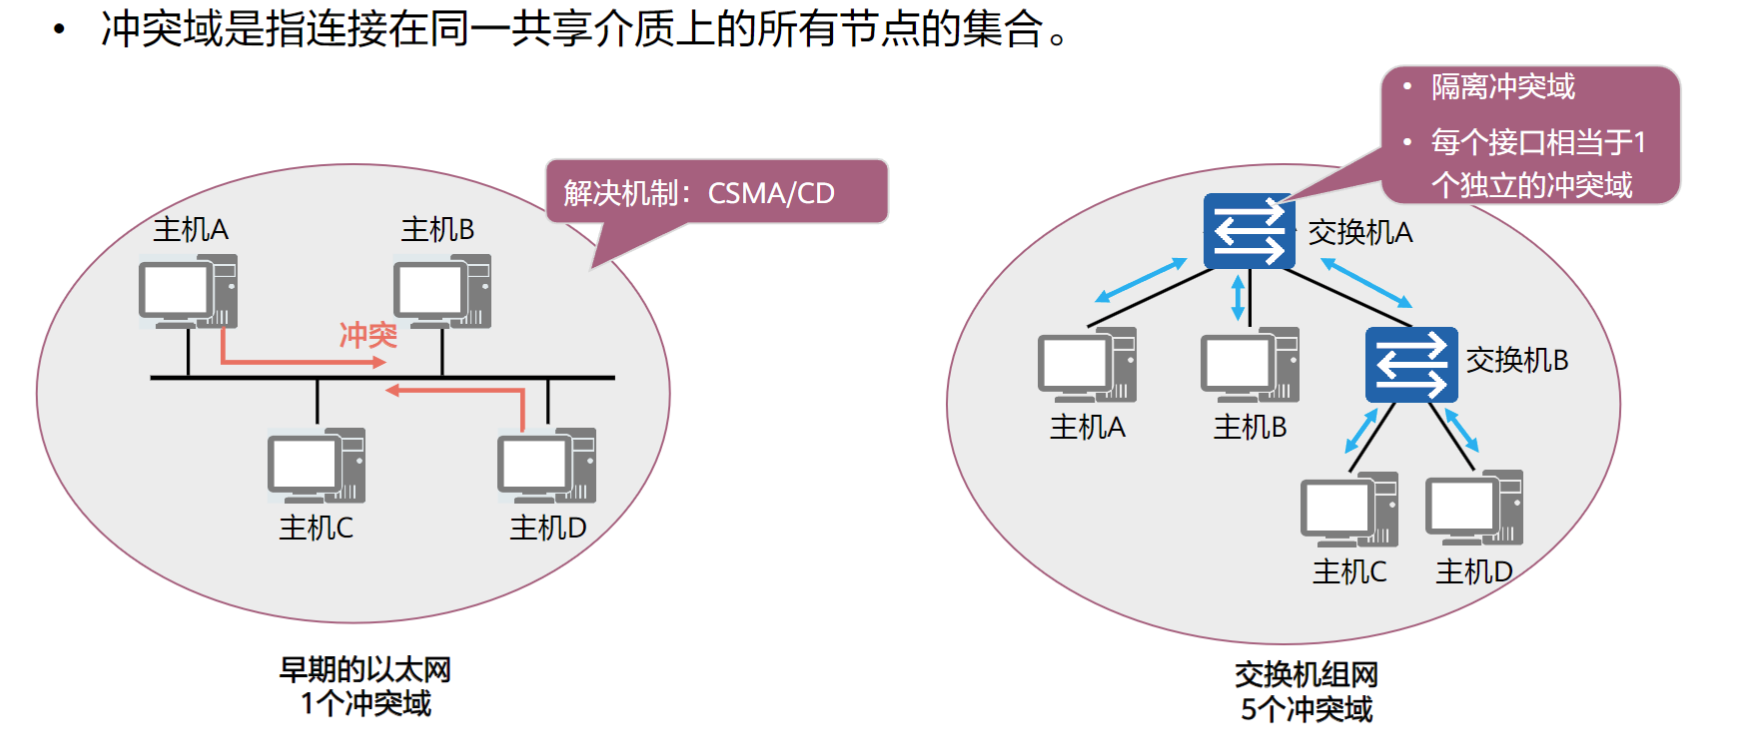 • 冲突域是指连接在同一共享介质上的所有节点的集合。
• 隔离冲突域
• 每个接口相当于1
个独立的冲突域
解决机制：CSMA/CD
主机A
主机B
冲突
主机C
主机D
早期的以太网
1个冲突域
交换机A
交换机B
主机A
主机B
主机C
主机D
交换机组网
5个冲突域